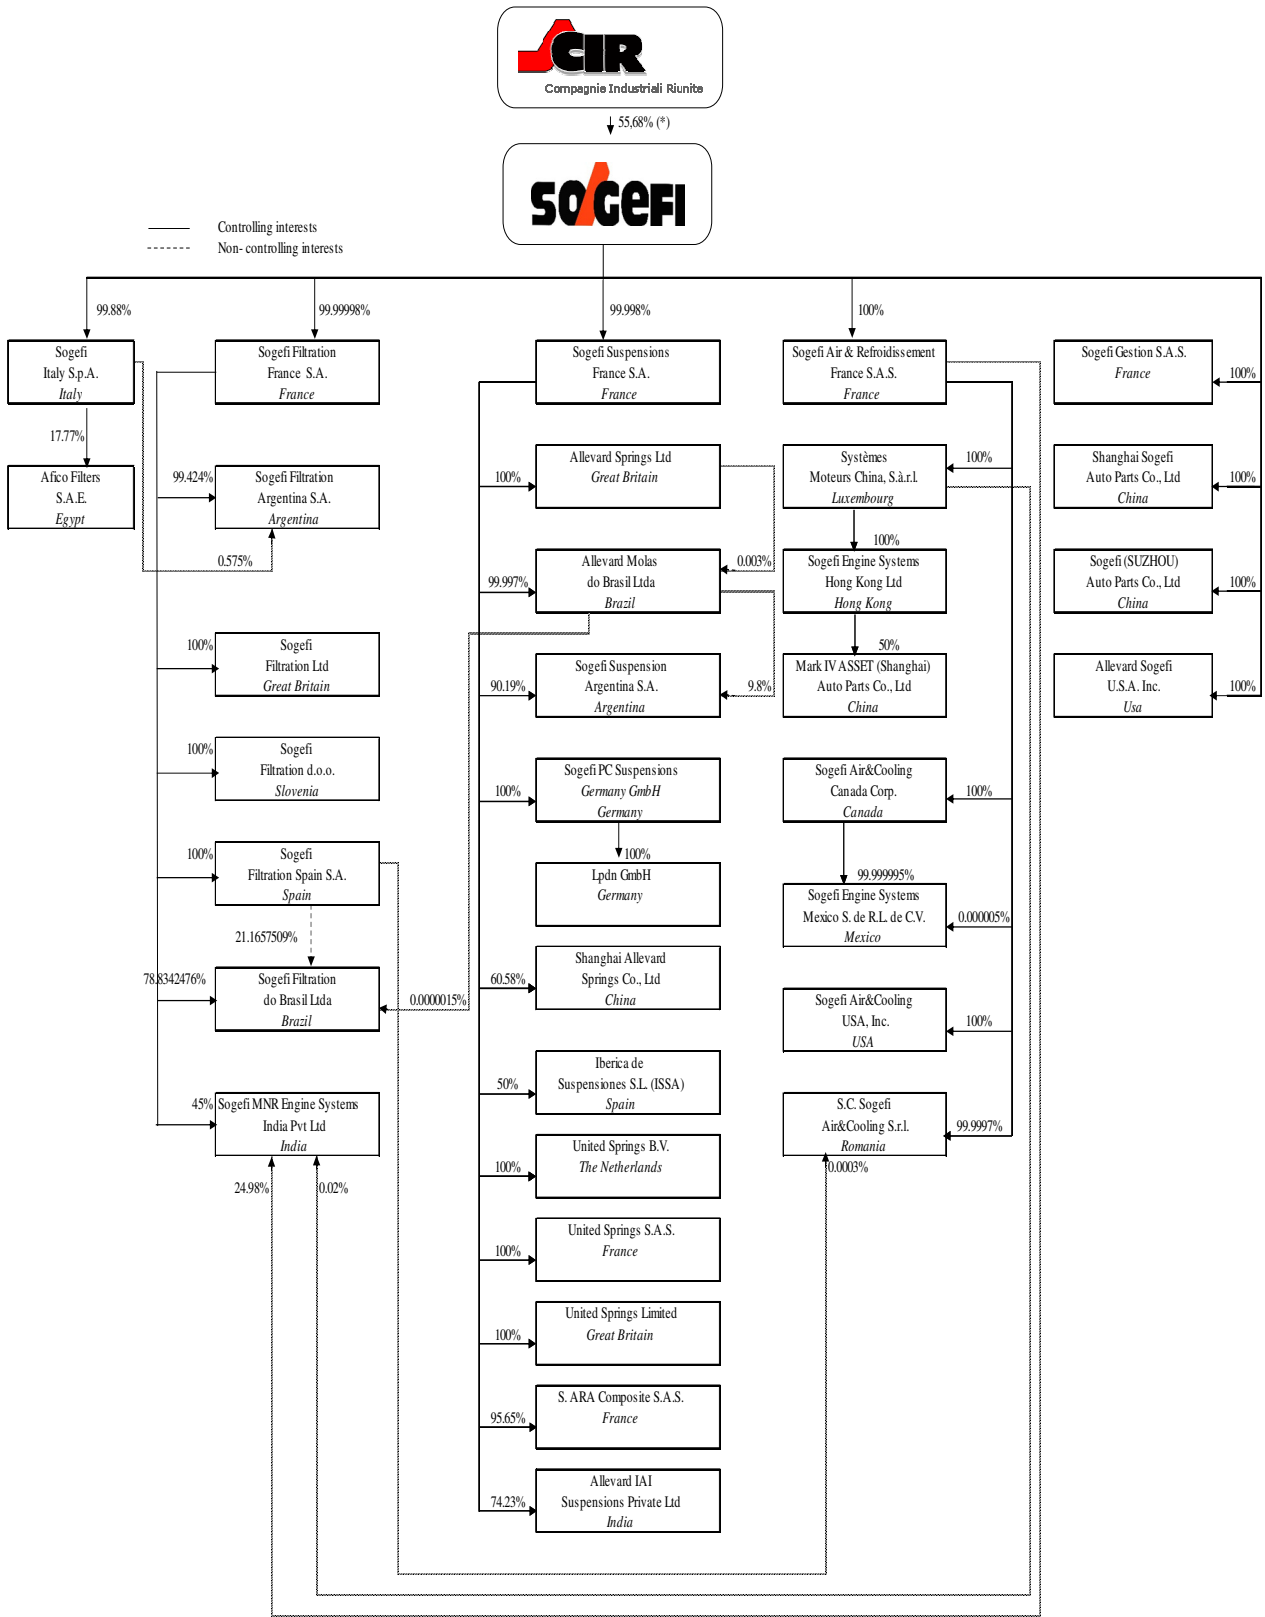 CIR
Compagnie Industriali Riunite
55,68% (*)
SOGEFI
Controlling interests
Non- controlling interests
99.88%
99.99998%
99.998%
100%
Sogefi
Italy S.p.A.
Italy
Sogefi Filtration
France S.A.
France
Sogefi Suspensions
France S.A.
France
Sogefi Air & Refroidissement
France S.A.S.
France
Sogefi Gestion S.A.S.
France
100%
17.77%
Afico Filters
S.A.E.
Egypt
99.424%
Sogefi Filtration
Argentina S.A.
Argentina
0.575%
100%
Sogefi
Filtration Ltd
Great Britain
100%
Sogefi
Filtration d.o.o.
Slovenia
100%
Sogefi
Filtration Spain S.A.
Spain
21.1657509%
78.8342476%
Sogefi Filtration
do Brasil Ltda
Brazil
0.0000015%
45%
Sogefi MNR Engine Systems
India Pvt Ltd
India
24.98%
0.02%
100%
Allevard Springs Ltd
Great Britain
99.997%
Allevard Molas
do Brasil Ltda
Brazil
0.003%
90.19%
Sogefi Suspension
Argentina S.A.
Argentina
9.8%
100%
Sogefi PC Suspensions
Germany GmbH
Germany
100%
Lpdn GmbH
Germany
60.58%
Shanghai Allevard
Springs Co., Ltd
China
50%
Iberica de
Suspensiones S.L. (ISSA)
Spain
100%
United Springs B.V.
The Netherlands
100%
United Springs S.A.S.
France
100%
United Springs Limited
Great Britain
95.65%
S. ARA Composite S.A.S.
France
74.23%
Allevard IAI
Suspensions Private Ltd
India
Systèmes
Moteurs China, S.à.r.l.
Luxembourg
100%
100%
Sogefi Engine Systems
Hong Kong Ltd
Hong Kong
50%
Mark IV ASSET (Shanghai)
Auto Parts Co., Ltd
China
Sogefi Air&Cooling
Canada Corp.
Canada
100%
99.999995%
Sogefi Engine Systems
Mexico S. de R.L. de C.V.
Mexico
0.000005%
Sogefi Air&Cooling
USA, Inc.
USA
100%
S.C. Sogefi
Air&Cooling S.r.l.
Romania
99.9997%
0.0003%
Shanghai Sogefi
Auto Parts Co., Ltd
China
100%
Sogefi (SUZHOU)
Auto Parts Co., Ltd
China
100%
Allevard Sogefi
U.S.A. Inc.
Usa
100%